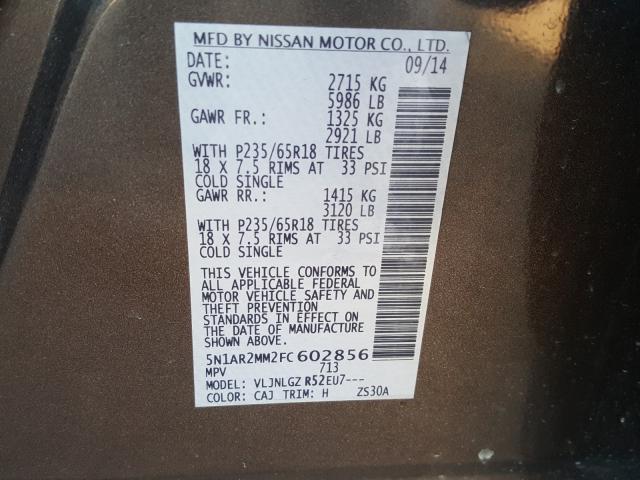 MFD BY NISSAN MOTOR CO., LTD.
DATE: 09/14
GVWR: 2715 KG
5986 LB
GAWR FR.: 1325 KG
2921 LB
WITH P235/65R18 TIRES
18 X 7.5 RIMS AT 33 PSI
COLD SINGLE
GAWR RR.: 1415 KG
3120 LB
WITH P235/65R18 TIRES
18 X 7.5 RIMS AT 33 PSI
COLD SINGLE
THIS VEHICLE CONFORMS TO
ALL APPLICABLE FEDERAL
MOTOR VEHICLE SAFETY AND
THEFT PREVENTION
STANDARDS IN EFFECT ON
THE DATE OF MANUFACTURE
SHOWN ABOVE.
5N1AR2MM2FC602856
MPV 713
MODEL: VLJNLGZ R52EU7---
COLOR: CAJ TRIM: H ZS30A